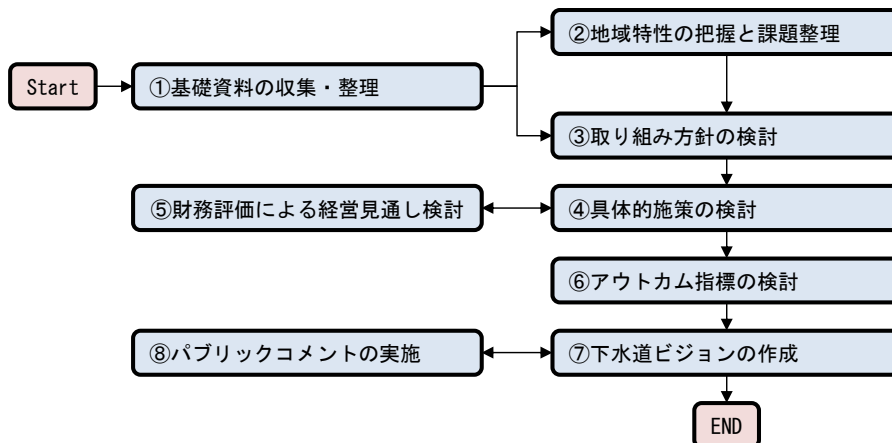 ②地域特性の把握と課題整理
Start
①基礎資料の収集・整理
③取り組み方針の検討
⑤財務評価による経営見通し検討
④具体的施策の検討
⑥アウトカム指標の検討
⑧パブリックコメントの実施
⑦下水道ビジョンの作成
END